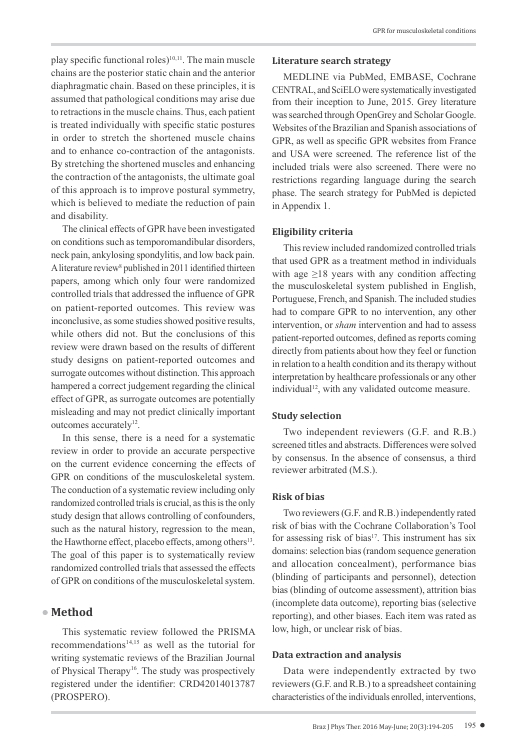 GPR for musculoskeletal conditions
play specific functional roles)10,11. The main muscle
chains are the posterior static chain and the anterior
diaphragmatic chain. Based on these principles, it is
assumed that pathological conditions may arise due
to retractions in the muscle chains. Thus, each patient
is treated individually with specific static postures
in order to stretch the shortened muscle chains
and to enhance co-contraction of the antagonists.
By stretching the shortened muscles and enhancing
the contraction of the antagonists, the ultimate goal
of this approach is to improve postural symmetry,
which is believed to mediate the reduction of pain
and disability.
The clinical effects of GPR have been investigated
on conditions such as temporomandibular disorders,
neck pain, ankylosing spondylitis, and low back pain.
A literature review8 published in 2011 identified thirteen
papers, among which only four were randomized
controlled trials that addressed the influence of GPR
on patient-reported outcomes. This review was
inconclusive, as some studies showed positive results,
while others did not. But the conclusions of this
review were drawn based on the results of different
study designs on patient-reported outcomes and
surrogate outcomes without distinction. This approach
hampered a correct judgement regarding the clinical
effect of GPR, as surrogate outcomes are potentially
misleading and may not predict clinically important
outcomes accurately12.
In this sense, there is a need for a systematic
review in order to provide an accurate perspective
on the current evidence concerning the effects of
GPR on conditions of the musculoskeletal system.
The conduction of a systematic review including only
randomized controlled trials is crucial, as this is the only
study design that allows controlling of confounders,
such as the natural history, regression to the mean,
the Hawthorne effect, placebo effects, among others13.
The goal of this paper is to systematically review
randomized controlled trials that assessed the effects
of GPR on conditions of the musculoskeletal system.
Method
This systematic review followed the PRISMA
recommendations14,15 as well as the tutorial for
writing systematic reviews of the Brazilian Journal
of Physical Therapy16. The study was prospectively
registered under the identifier: CRD42014013787
(PROSPERO).
Literature search strategy
MEDLINE via PubMed, EMBASE, Cochrane
CENTRAL, and SciELO were systematically investigated
from their inception to June, 2015. Grey literature
was searched through OpenGrey and Scholar Google.
Websites of the Brazilian and Spanish associations of
GPR, as well as specific GPR websites from France
and USA were screened. The reference list of the
included trials were also screened. There were no
restrictions regarding language during the search
phase. The search strategy for PubMed is depicted
in Appendix 1.
Eligibility criteria
This review included randomized controlled trials
that used GPR as a treatment method in individuals
with age ≥18 years with any condition affecting
the musculoskeletal system published in English,
Portuguese, French, and Spanish. The included studies
had to compare GPR to no intervention, any other
intervention, or sham intervention and had to assess
patient-reported outcomes, defined as reports coming
directly from patients about how they feel or function
in relation to a health condition and its therapy without
interpretation by healthcare professionals or any other
individual12, with any validated outcome measure.
Study selection
Two independent reviewers (G.F. and R.B.)
screened titles and abstracts. Differences were solved
by consensus. In the absence of consensus, a third
reviewer arbitrated (M.S.).
Risk of bias
Two reviewers (G.F. and R.B.) independently rated
risk of bias with the Cochrane Collaboration's Tool
for assessing risk of bias17. This instrument has six
domains: selection bias (random sequence generation
and allocation concealment), performance bias
(blinding of participants and personnel), detection
bias (blinding of outcome assessment), attrition bias
(incomplete data outcome), reporting bias (selective
reporting), and other biases. Each item was rated as
low, high, or unclear risk of bias.
Data extraction and analysis
Data were independently extracted by two
reviewers (G.F. and R.B.) to a spreadsheet containing
characteristics of the individuals enrolled, interventions,
Braz J Phys Ther. 2016 May-June; 20(3):194-205 195